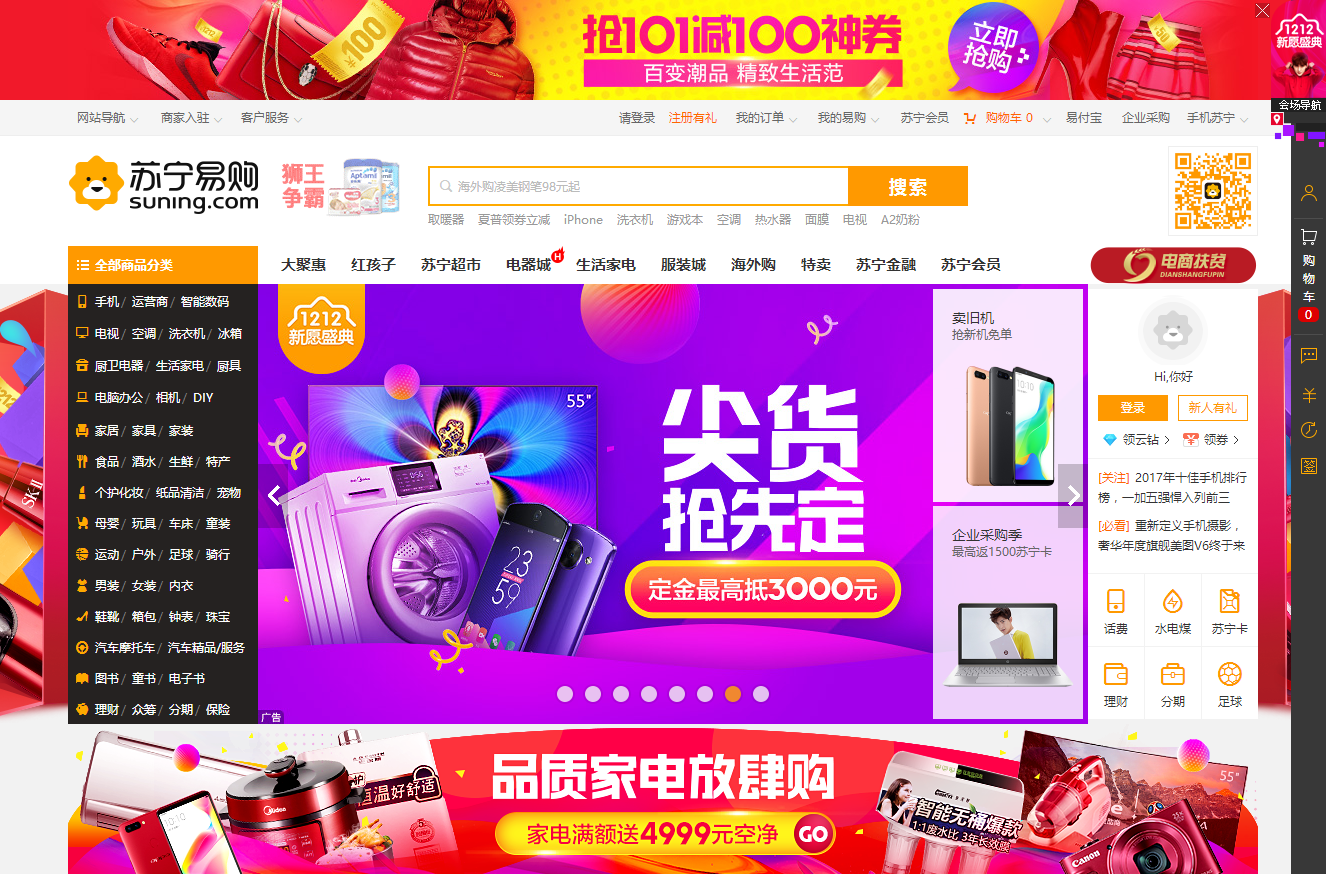 抢101减100神券
百变潮品 精致生活范
立即
抢购
100
1212
新愿盛典
会场导航
网站导航
商家入驻
客户服务
请登录
注册有礼
我的订单
我的易购
苏宁会员
购物车 0
易付宝
企业采购
手机苏宁
苏宁易购
suning.com
狮王
争霸
Aptamil
海外购凌美钢笔98元起
搜索
取暖器 夏普领券立减 iPhone 洗衣机 游戏本 空调 热水器 面膜 电视 A2奶粉
全部商品分类
大聚惠 红孩子 苏宁超市 电器城 生活家电 服装城 海外购 特卖 苏宁金融 苏宁会员
H
电商扶贫
DIANSHANGFUPIN
手机/ 运营商/ 智能数码
电视/ 空调/ 洗衣机/ 冰箱
厨卫电器/ 生活家电/ 厨具
电脑办公/ 相机/ DIY
家居/ 家具/ 家装
食品/ 酒水/ 生鲜/ 特产
个护化妆/ 纸品清洁/ 宠物
母婴/ 玩具/ 车床/ 童装
运动/ 户外/ 足球/ 骑行
男装/ 女装/ 内衣
鞋靴/ 箱包/ 钟表/ 珠宝
汽车摩托车/ 汽车精品/服务
图书/ 童书/ 电子书
理财/ 众筹/ 分期/ 保险
1212
新愿盛典
55"
23
59
尖货
抢先定
定金最高抵3000元
广告
卖旧机
抢新机免单
10:10
企业采购季
最高返1500苏宁卡
Hi,你好
登录
新人有礼
领云钻
领券
[关注] 2017年十佳手机排行
榜，一加五强悍入列前三
[必看] 重新定义手机摄影，
奢华年度旗舰美图V6终于来
话费
水电煤
苏宁卡
理财
分期
足球
购
物
车
0
签
SK-II
品质家电放肆购
家电满额送4999元空净
GO
恒温好舒适
Midea
10:10
智能无桶爆款
1:1废水比 3年长效膜
55"
Canon